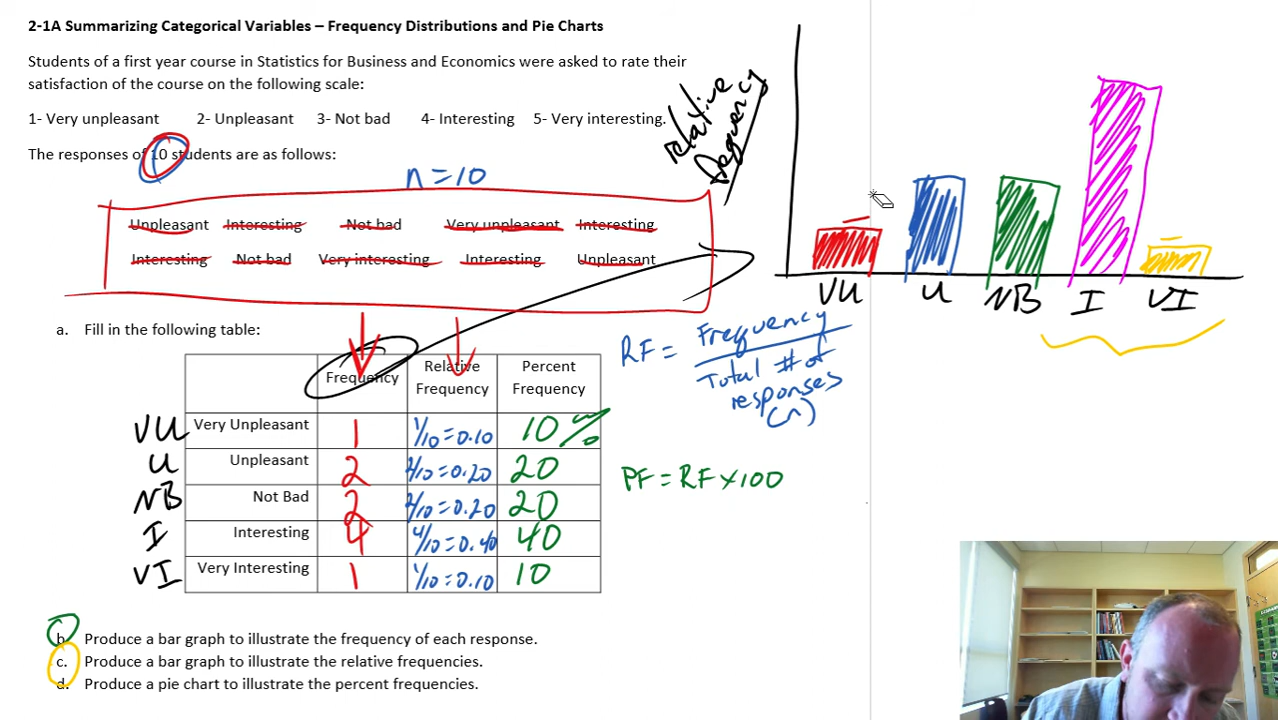 2-1A Summarizing Categorical Variables – Frequency Distributions and Pie Charts
Students of a first year course in Statistics for Business and Economics were asked to rate their
satisfaction of the course on the following scale:
1- Very unpleasant 2- Unpleasant 3- Not bad 4- Interesting 5- Very interesting.
The responses of 10 students are as follows:
n=10
Unpleasant Interesting Not bad Very unpleasant Interesting
Interesting Not bad Very interesting Interesting Unpleasant
relative
frequency
VU U NB I VI
a. Fill in the following table:
Frequency Relative Frequency Percent Frequency
VU Very Unpleasant 1 1/10=0.10 10%
U Unpleasant 2 2/10=0.20 20
NB Not Bad 2 2/10=0.20 20
I Interesting 4 4/10=0.40 40
VI Very Interesting 1 1/10=0.10 10
RF = Frequency
Total # of
responses
(n)
PF = RF x 100
b. Produce a bar graph to illustrate the frequency of each response.
c. Produce a bar graph to illustrate the relative frequencies.
d. Produce a pie chart to illustrate the percent frequencies.